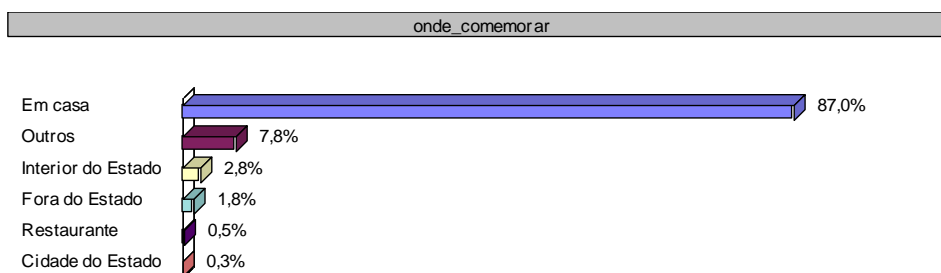 onde_comemorar
Em casa 87,0%
Outros 7,8%
Interior do Estado 2,8%
Fora do Estado 1,8%
Restaurante 0,5%
Cidade do Estado 0,3%